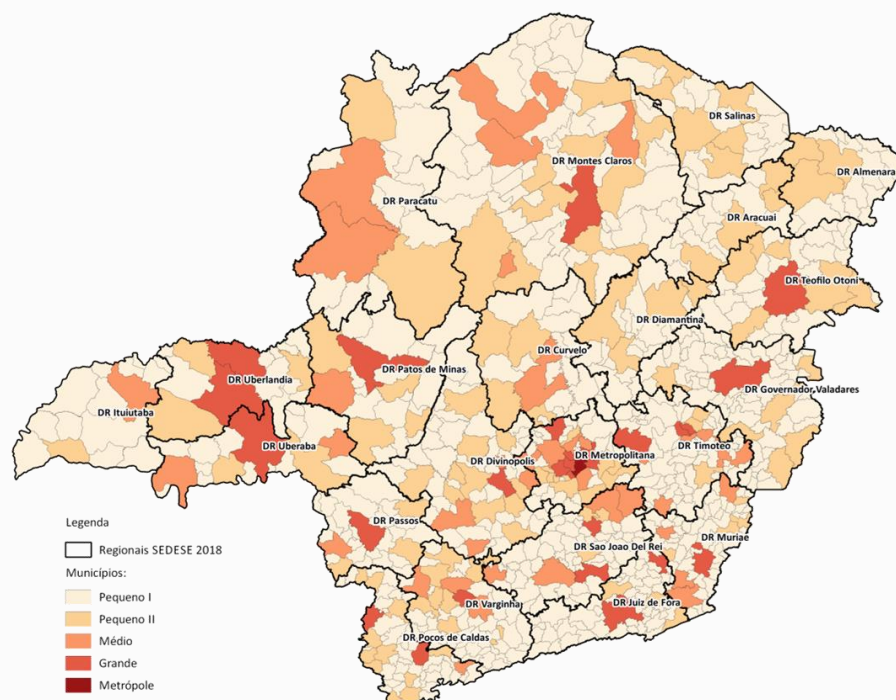 DR Salinas
DR Montes Claros
DR Almenara
DR Paracatu
DR Aracuai
DR Teofilo Otoni
DR Diamantina
DR Curvelo
DR Patos de Minas
DR Uberlandia
DR Governador Valadares
DR Ituiutaba
DR Uberaba
DR Timoteo
DR Metropolitana
DR Divinopolis
DR Passos
DR Muriae
DR Sao Joao Del Rei
DR Varginha
DR Juiz de Fora
DR Pocos de Caldas
Legenda
Regionais SEDESE 2018
Municípios:
Pequeno I
Pequeno II
Médio
Grande
Metrópole